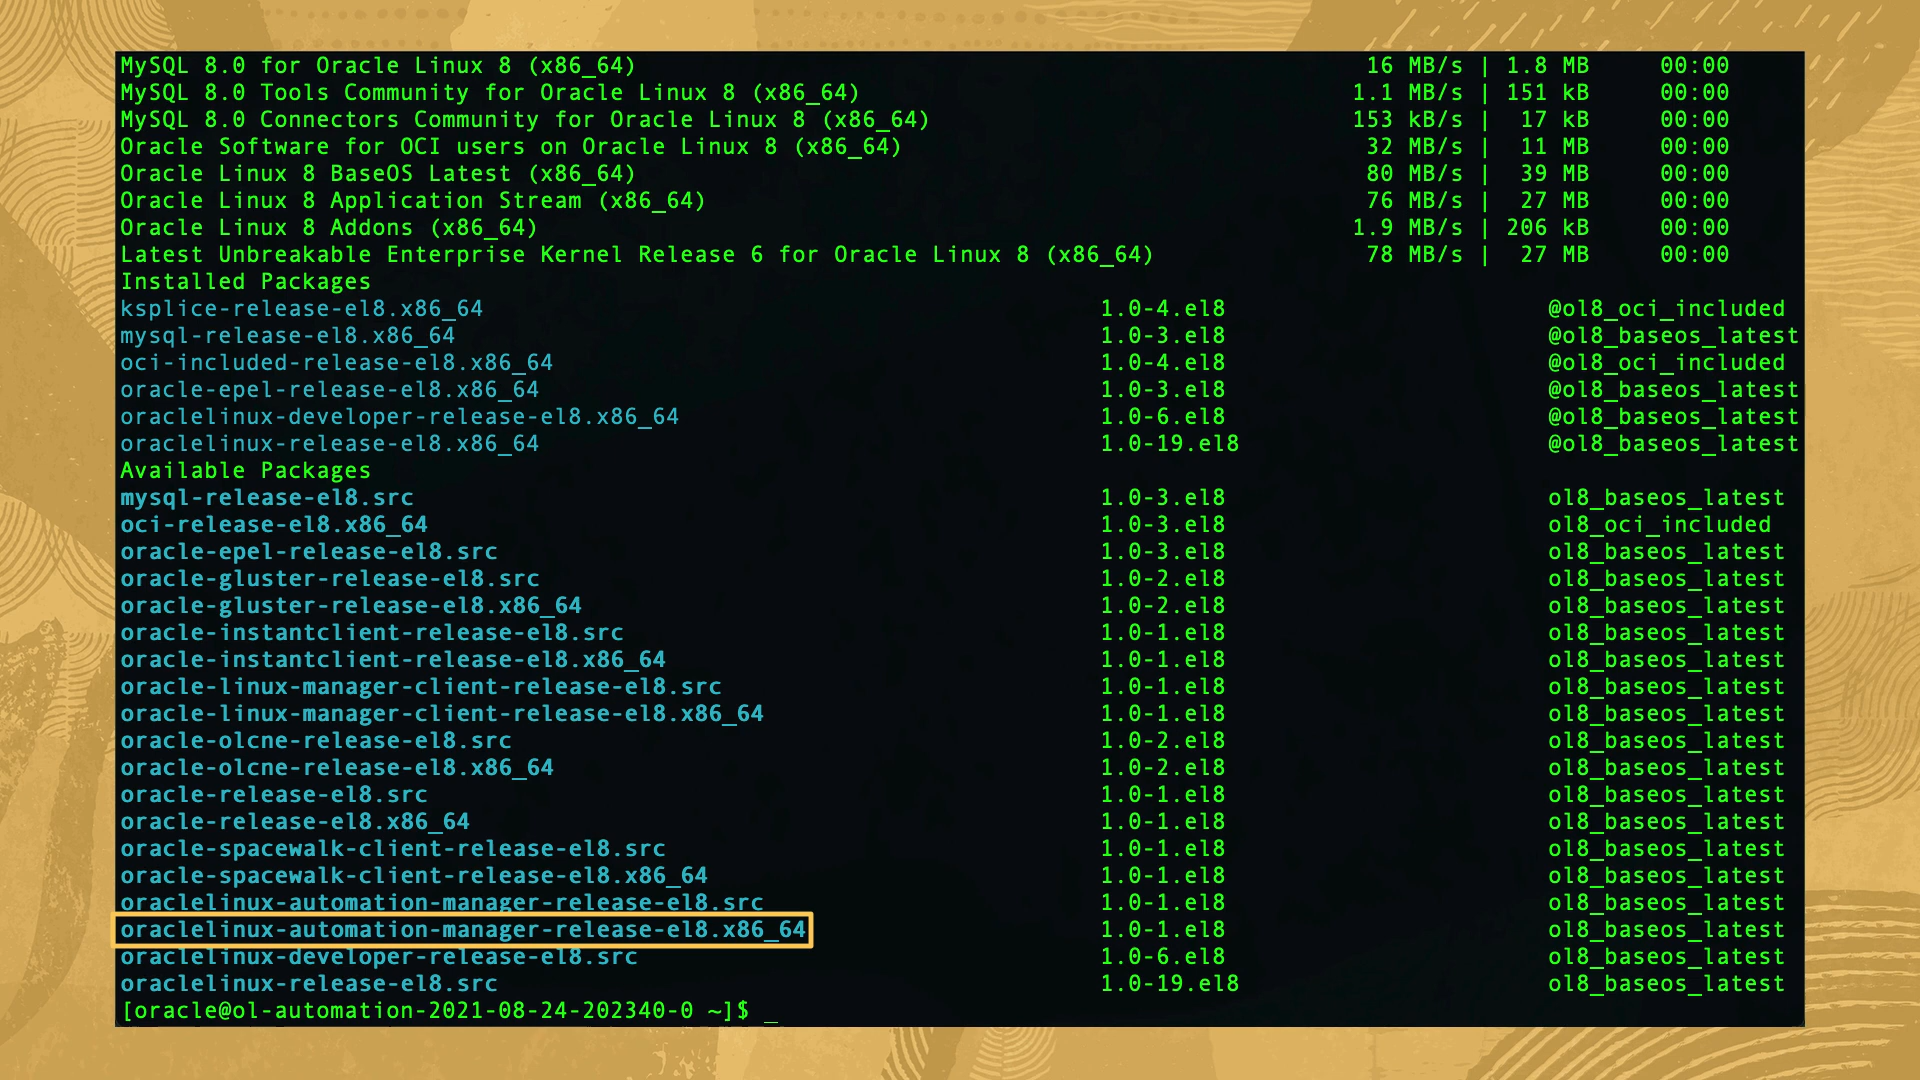 MySQL 8.0 for Oracle Linux 8 (x86_64) 16 MB/s | 1.8 MB 00:00
MySQL 8.0 Tools Community for Oracle Linux 8 (x86_64) 1.1 MB/s | 151 kB 00:00
MySQL 8.0 Connectors Community for Oracle Linux 8 (x86_64) 153 kB/s | 17 kB 00:00
Oracle Software for OCI users on Oracle Linux 8 (x86_64) 32 MB/s | 11 MB 00:00
Oracle Linux 8 BaseOS Latest (x86_64) 80 MB/s | 39 MB 00:00
Oracle Linux 8 Application Stream (x86_64) 76 MB/s | 27 MB 00:00
Oracle Linux 8 Addons (x86_64) 1.9 MB/s | 206 kB 00:00
Latest Unbreakable Enterprise Kernel Release 6 for Oracle Linux 8 (x86_64) 78 MB/s | 27 MB 00:00
Installed Packages
ksplice-release-el8.x86_64 1.0-4.el8 @ol8_oci_included
mysql-release-el8.x86_64 1.0-3.el8 @ol8_baseos_latest
oci-included-release-el8.x86_64 1.0-4.el8 @ol8_oci_included
oracle-epel-release-el8.x86_64 1.0-3.el8 @ol8_baseos_latest
oraclelinux-developer-release-el8.x86_64 1.0-6.el8 @ol8_baseos_latest
oraclelinux-release-el8.x86_64 1.0-19.el8 @ol8_baseos_latest
Available Packages
mysql-release-el8.src 1.0-3.el8 ol8_baseos_latest
oci-release-el8.x86_64 1.0-3.el8 ol8_oci_included
oracle-epel-release-el8.src 1.0-3.el8 ol8_baseos_latest
oracle-gluster-release-el8.src 1.0-2.el8 ol8_baseos_latest
oracle-gluster-release-el8.x86_64 1.0-2.el8 ol8_baseos_latest
oracle-instantclient-release-el8.src 1.0-1.el8 ol8_baseos_latest
oracle-instantclient-release-el8.x86_64 1.0-1.el8 ol8_baseos_latest
oracle-linux-manager-client-release-el8.src 1.0-1.el8 ol8_baseos_latest
oracle-linux-manager-client-release-el8.x86_64 1.0-1.el8 ol8_baseos_latest
oracle-olcne-release-el8.src 1.0-2.el8 ol8_baseos_latest
oracle-olcne-release-el8.x86_64 1.0-2.el8 ol8_baseos_latest
oracle-release-el8.src 1.0-1.el8 ol8_baseos_latest
oracle-release-el8.x86_64 1.0-1.el8 ol8_baseos_latest
oracle-spacewalk-client-release-el8.src 1.0-1.el8 ol8_baseos_latest
oracle-spacewalk-client-release-el8.x86_64 1.0-1.el8 ol8_baseos_latest
oraclelinux-automation-manager-release-el8.src 1.0-1.el8 ol8_baseos_latest
oraclelinux-automation-manager-release-el8.x86_64 1.0-1.el8 ol8_baseos_latest
oraclelinux-developer-release-el8.src 1.0-6.el8 ol8_baseos_latest
oraclelinux-release-el8.src 1.0-19.el8 ol8_baseos_latest
[oracle@ol-automation-2021-08-24-202340-0 ~]$ _